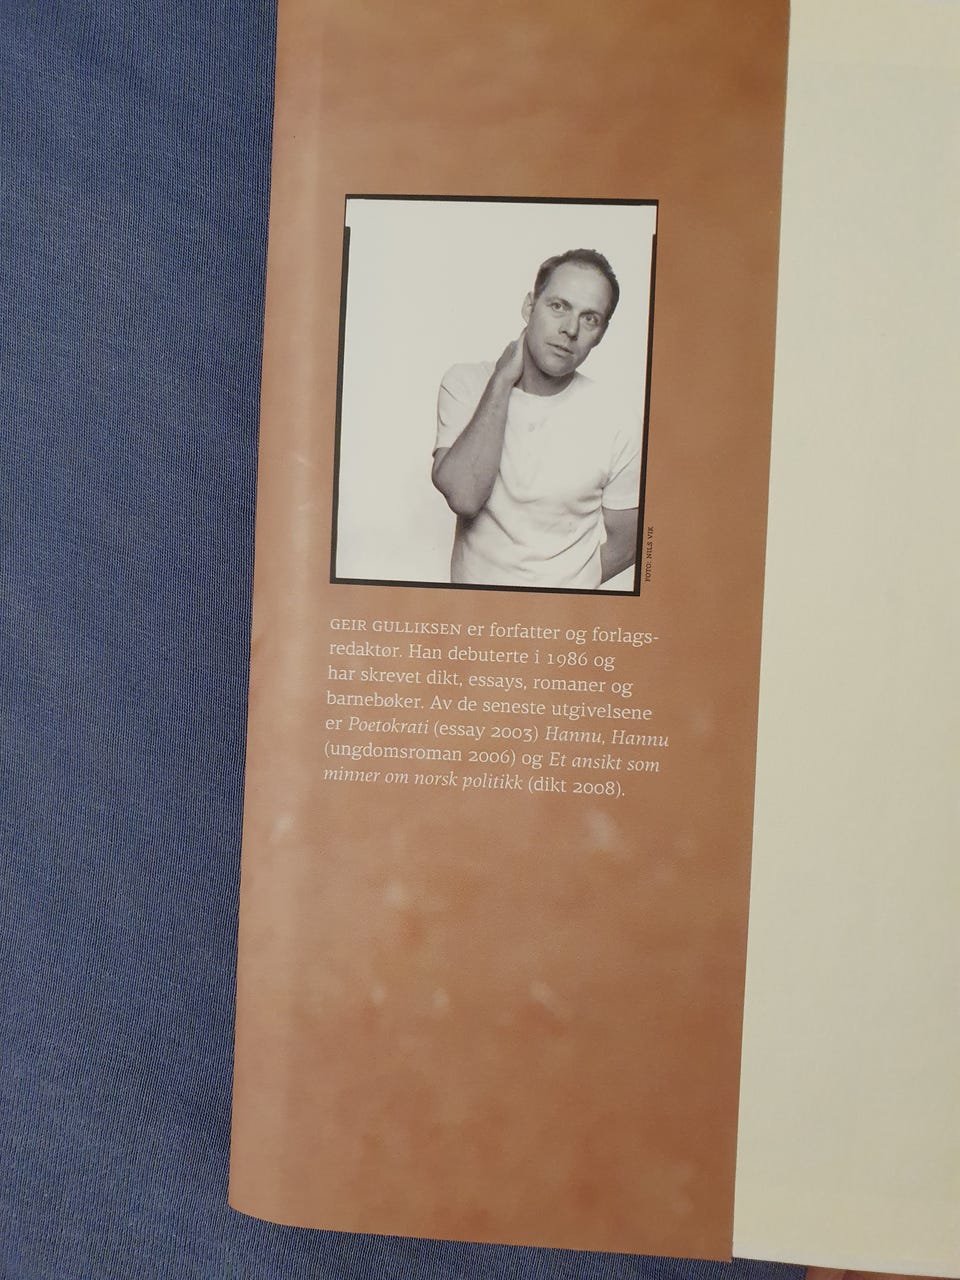 FOTO: NILS VIK
GEIR GULLIKSEN er forfatter og forlags-
redaktør. Han debuterte i 1986 og
har skrevet dikt, essays, romaner og
barnebøker. Av de seneste utgivelsene
er Poetokrati (essay 2003) Hannu, Hannu
(ungdomsroman 2006) og Et ansikt som
minner om norsk politikk (dikt 2008).